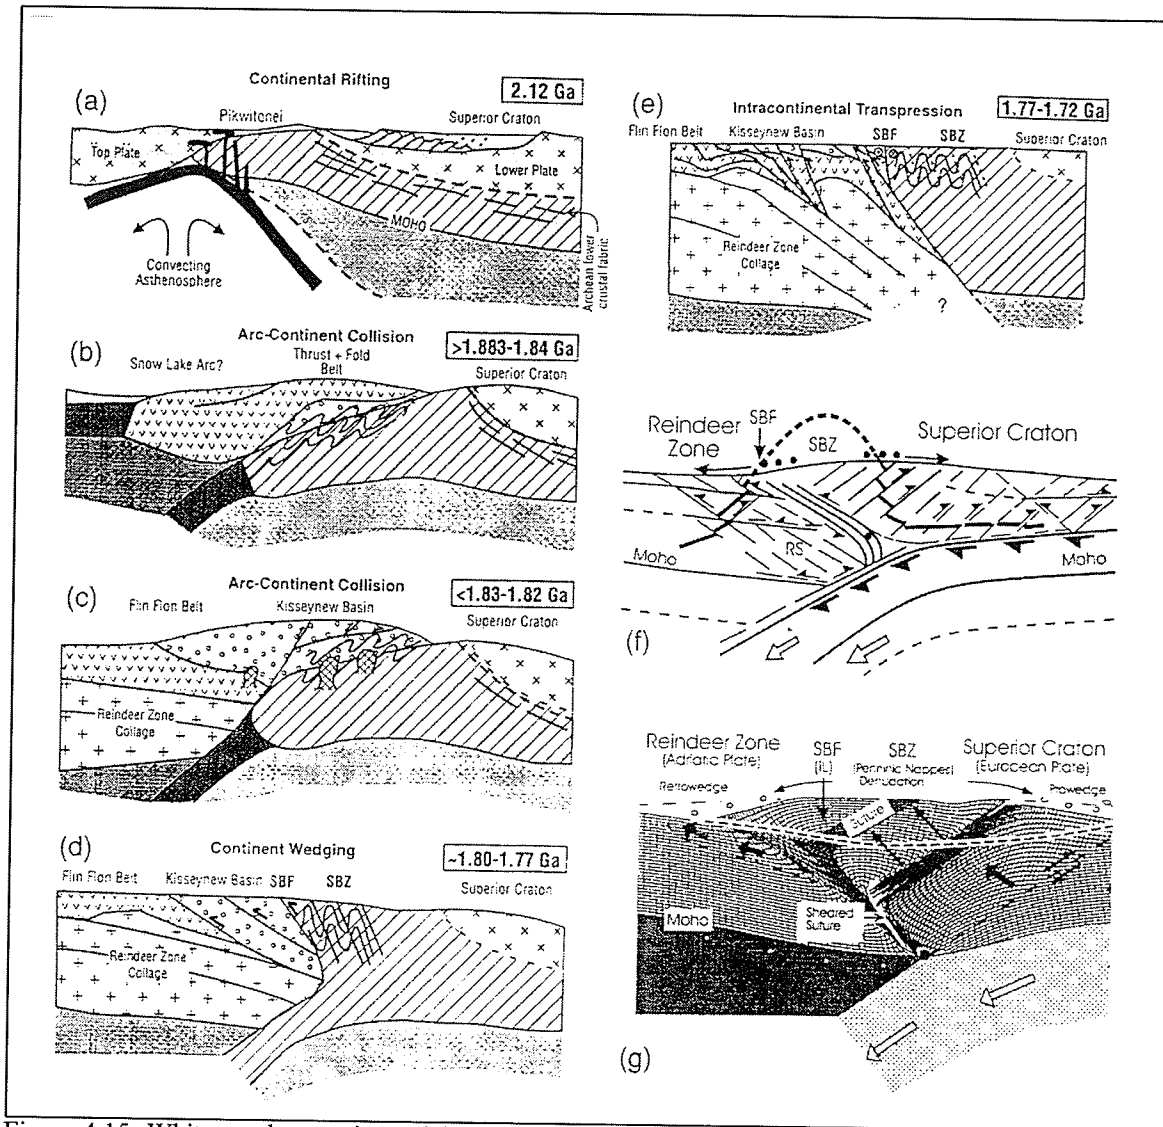 (a)
Continental Rifting
2.12 Ga
Pikwitonei
Superior Craton
Top Plate
Lower Plate
MOHO
Convecting
Asthenosphere
Archean lower
crustal fabric
(b)
Arc-Continent Collision
>1.883-1.84 Ga
Snow Lake Arc?
Thrust + Fold
Belt
Superior Craton
(c)
Arc-Continent Collision
<1.83-1.82 Ga
Flin Flon Belt
Kisseynew Basin
Superior Craton
Reindeer Zone
Collage
(d)
Continent Wedging
~1.80-1.77 Ga
Flin Flon Belt
Kisseynew Basin
SBF
SBZ
Superior Craton
Reindeer Zone
Collage
(e)
Intracontinental Transpression
1.77-1.72 Ga
Flin Flon Belt
Kisseynew Basin
SBF
SBZ
Superior Craton
Reindeer Zone
Collage
?
Reindeer
Zone
SBF
SBZ
Superior Craton
Moho
RS
Moho
(f)
Reindeer Zone
(Adriatic Plate)
SBF
(IL)
SBZ
(Penninic Nappes)
Denudation
Superior Craton
(European Plate)
Retrowedge
Prowedge
Suture
Moho
Sheared
Suture
(g)